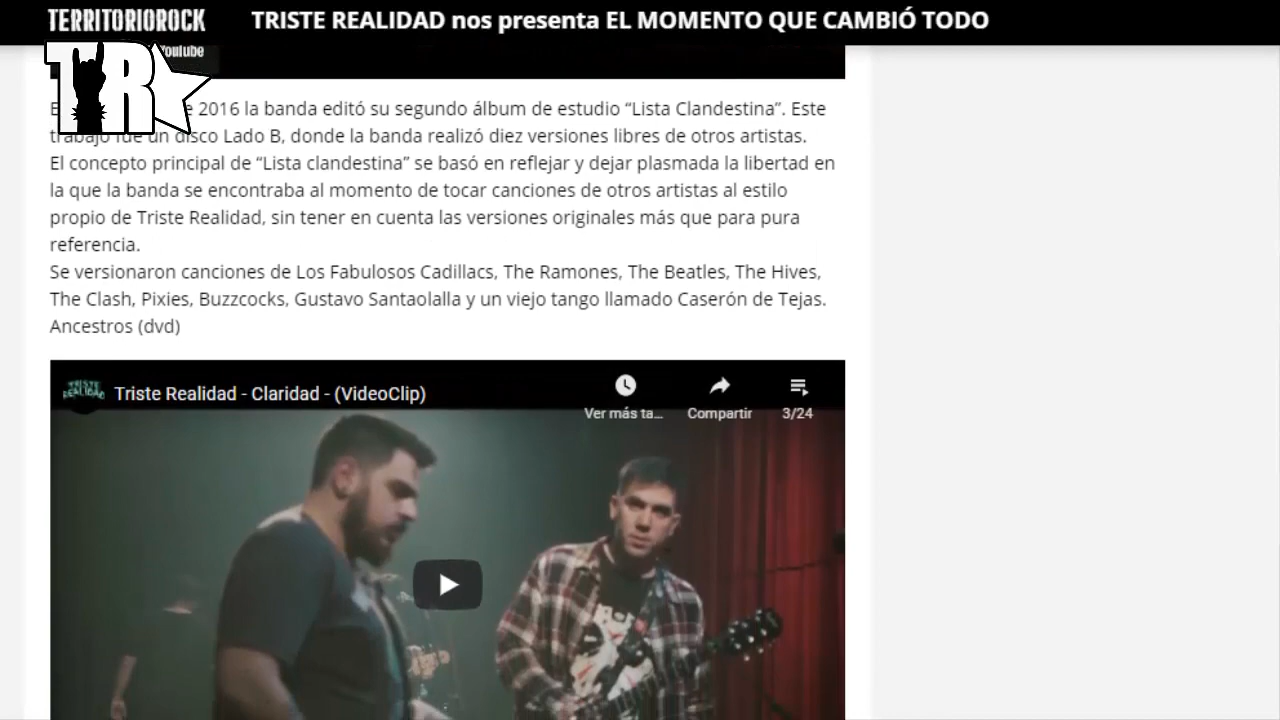 TERRITORIOROCK
TRISTE REALIDAD nos presenta EL MOMENTO QUE CAMBIÓ TODO
TR
YouTube
E 2016 la banda editó su segundo álbum de estudio “Lista Clandestina”. Este
trabajo fue un disco Lado B, donde la banda realizó diez versiones libres de otros artistas.
El concepto principal de “Lista clandestina” se basó en reflejar y dejar plasmada la libertad en
la que la banda se encontraba al momento de tocar canciones de otros artistas al estilo
propio de Triste Realidad, sin tener en cuenta las versiones originales más que para pura
referencia.
Se versionaron canciones de Los Fabulosos Cadillacs, The Ramones, The Beatles, The Hives,
The Clash, Pixies, Buzzcocks, Gustavo Santaolalla y un viejo tango llamado Caserón de Tejas.
Ancestros (dvd)
TRISTE
REALIDAD
Triste Realidad - Claridad - (VideoClip)
Ver más ta...
Compartir
3/24